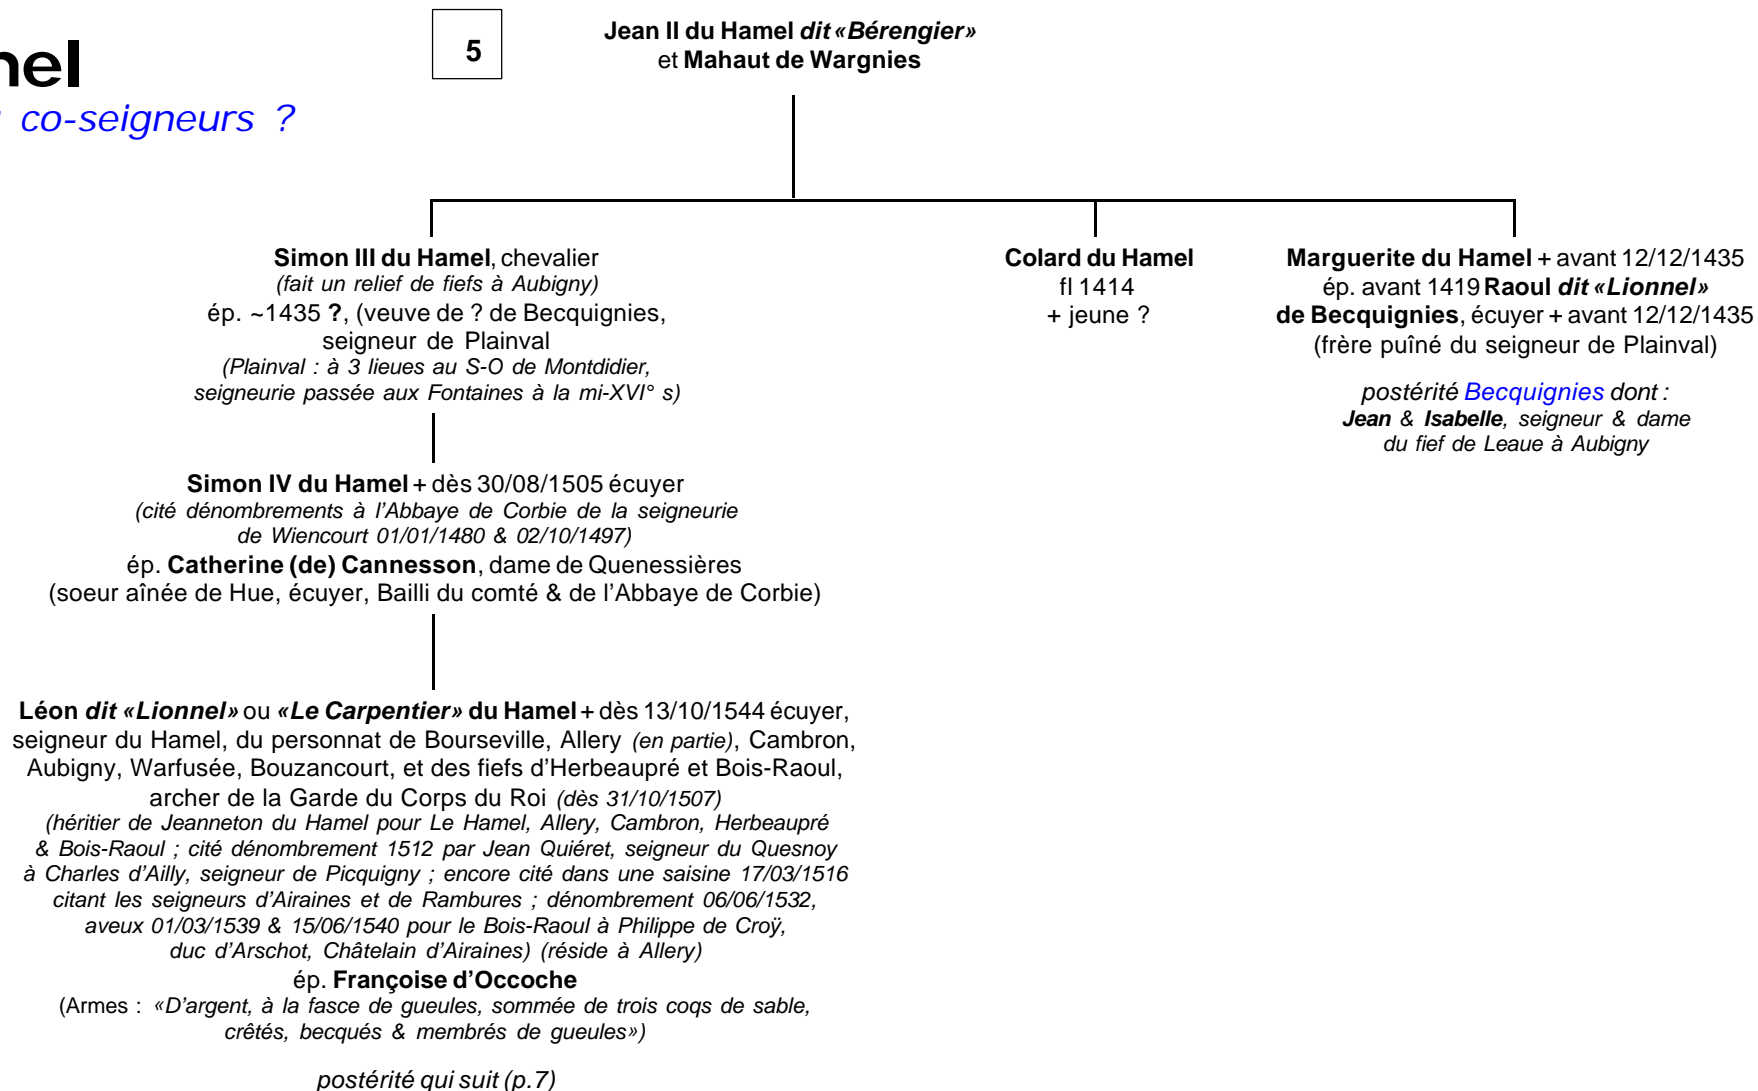 nel
co-seigneurs ?
5
Jean II du Hamel dit «Bérengier»
et Mahaut de Wargnies
Simon III du Hamel, chevalier
(fait un relief de fiefs à Aubigny)
ép. ~1435 ?, (veuve de ? de Becquignies,
seigneur de Plainval
(Plainval : à 3 lieues au S-O de Montdidier,
seigneurie passée aux Fontaines à la mi-XVI° s)
Colard du Hamel
fl 1414
+ jeune ?
Marguerite du Hamel + avant 12/12/1435
ép. avant 1419 Raoul dit «Lionnel»
de Becquignies, écuyer + avant 12/12/1435
(frère puîné du seigneur de Plainval)
postérité Becquignies dont :
Jean & Isabelle, seigneur & dame
du fief de Leaue à Aubigny
Simon IV du Hamel + dès 30/08/1505 écuyer
(cité dénombrements à l'Abbaye de Corbie de la seigneurie
de Wiencourt 01/01/1480 & 02/10/1497)
ép. Catherine (de) Cannesson, dame de Quenessières
(soeur aînée de Hue, écuyer, Bailli du comté & de l'Abbaye de Corbie)
Léon dit «Lionnel» ou «Le Carpentier» du Hamel + dès 13/10/1544 écuyer,
seigneur du Hamel, du personnat de Bourseville, Allery (en partie), Cambron,
Aubigny, Warfusée, Bouzancourt, et des fiefs d'Herbeaupré et Bois-Raoul,
archer de la Garde du Corps du Roi (dès 31/10/1507)
(héritier de Jeanneton du Hamel pour Le Hamel, Allery, Cambron, Herbeaupré
& Bois-Raoul ; cité dénombrement 1512 par Jean Quiéret, seigneur du Quesnoy
à Charles d'Ailly, seigneur de Picquigny ; encore cité dans une saisine 17/03/1516
citant les seigneurs d'Airaines et de Rambures ; dénombrement 06/06/1532,
aveux 01/03/1539 & 15/06/1540 pour le Bois-Raoul à Philippe de Croÿ,
duc d'Arschot, Châtelain d'Airaines) (réside à Allery)
ép. Françoise d'Occoche
(Armes : «D'argent, à la fasce de gueules, sommée de trois coqs de sable,
crêtés, becqués & membrés de gueules»)
postérité qui suit (p.7)